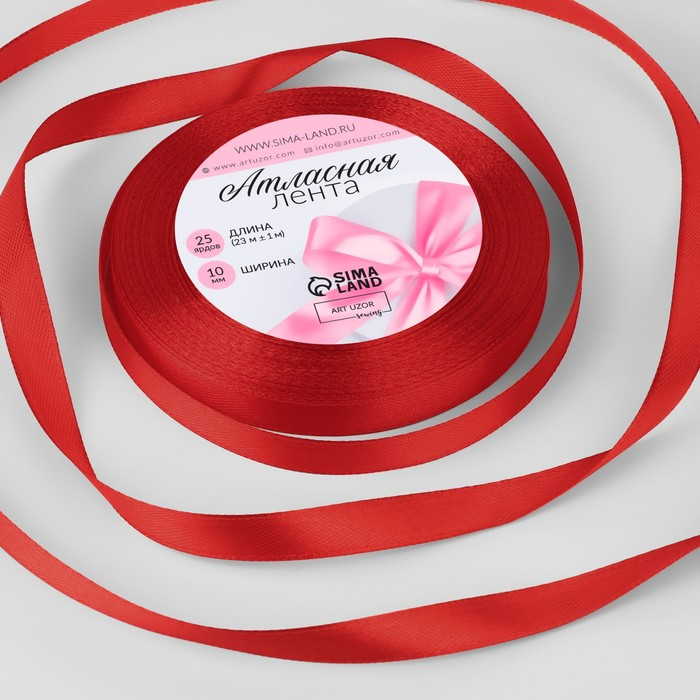 WWW.SIMA-LAND.RU
www.artuzor.com info@artuzor.com
Атласная
лента
25 ярдов ДЛИНА
(23 м ± 1 м)
10 мм ШИРИНА
SIMA
LAND
ART UZOR
sewing